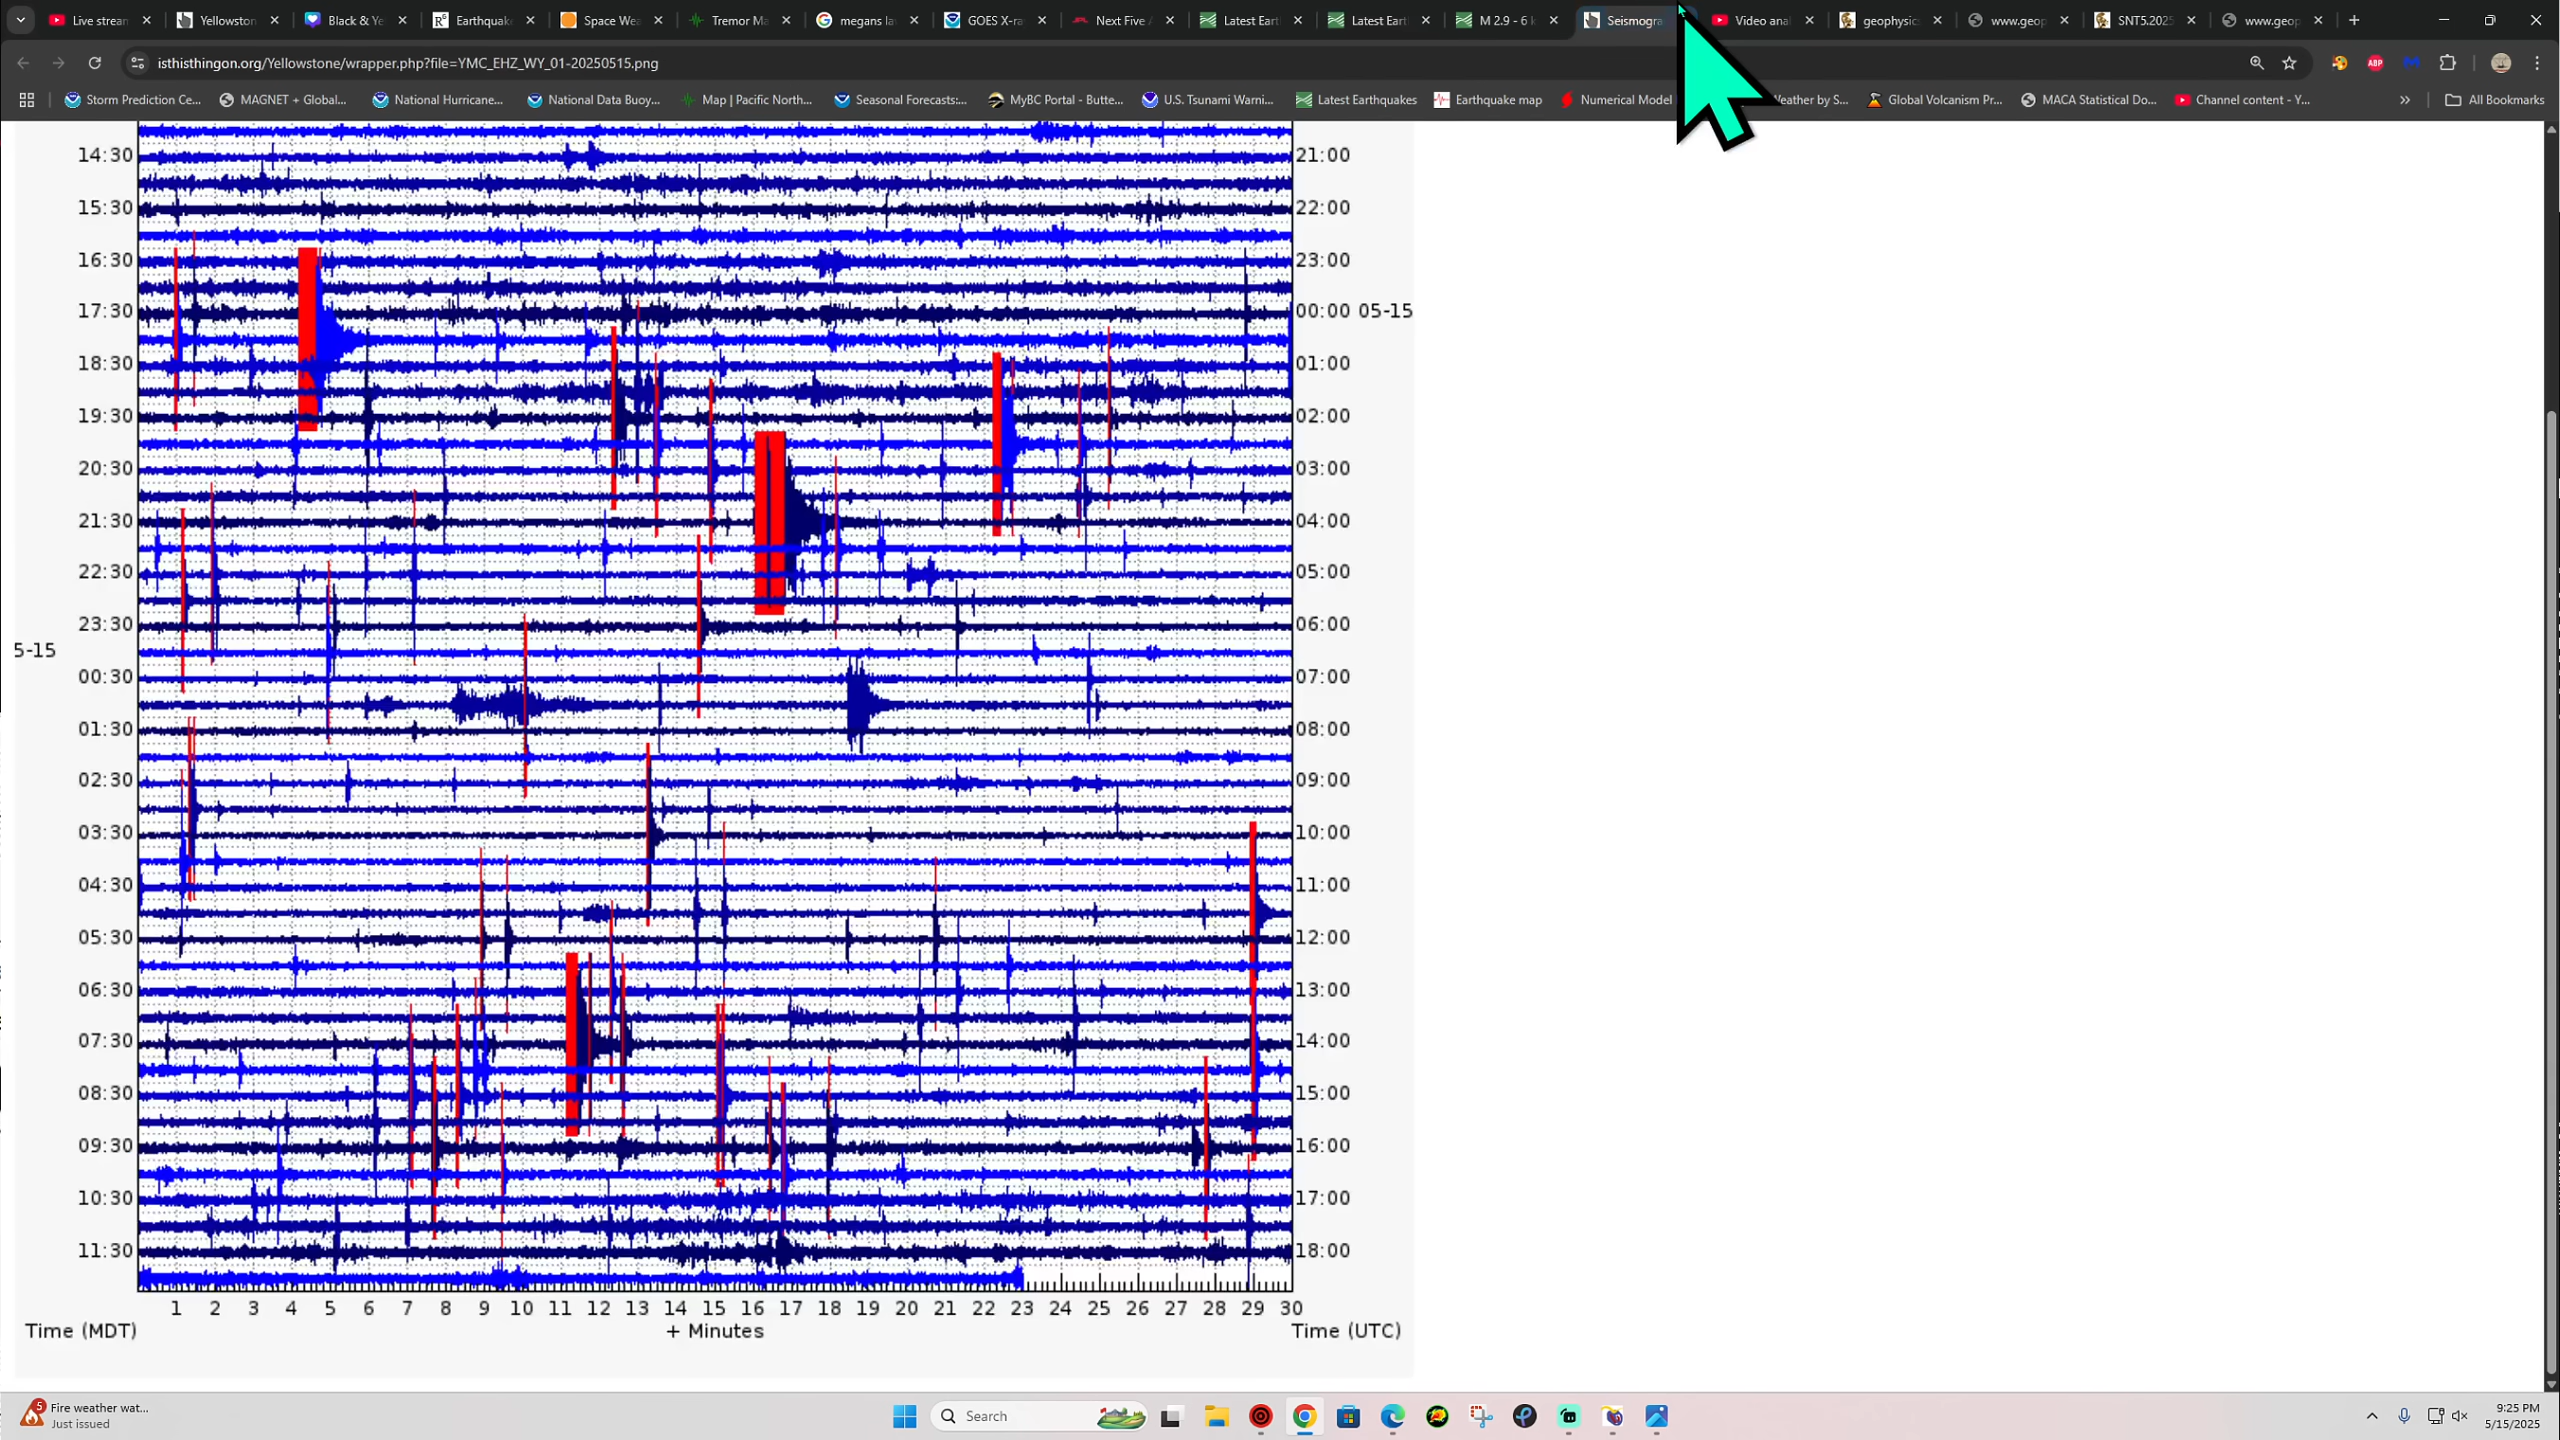 Live stream
Yellowston
Black & Ye
Earthquake
Space Wea
Tremor Ma
megans la
GOES X-ra
Next Five A
Latest Eart
Latest Eart
M 2.9 - 6 k
Seismogra
Video anal
geophysic
www.geop
SNT5.2025
www.geop
isthisthingon.org/Yellowstone/wrapper.php?file=YMC_EHZ_WY_01-20250515.png
Storm Prediction Ce...
MAGNET + Global...
National Hurricane...
National Data Buoy...
Map | Pacific North...
Seasonal Forecasts:...
MyBC Portal - Butte...
U.S. Tsunami Warni...
Latest Earthquakes
Earthquake map
Numerical Model
Weather by S...
Global Volcanism Pr...
MACA Statistical Do...
Channel content - Y...
All Bookmarks
14:30 21:00
15:30 22:00
16:30 23:00
17:30 00:00 05-15
18:30 01:00
19:30 02:00
20:30 03:00
21:30 04:00
22:30 05:00
23:30 06:00
5-15
00:30 07:00
01:30 08:00
02:30 09:00
03:30 10:00
04:30 11:00
05:30 12:00
06:30 13:00
07:30 14:00
08:30 15:00
09:30 16:00
10:30 17:00
11:30 18:00
1 2 3 4 5 6 7 8 9 10 11 12 13 14 15 16 17 18 19 20 21 22 23 24 25 26 27 28 29 30
Time (MDT) + Minutes Time (UTC)
5
Fire weather wat...
Just issued
Search
9:25 PM
5/15/2025